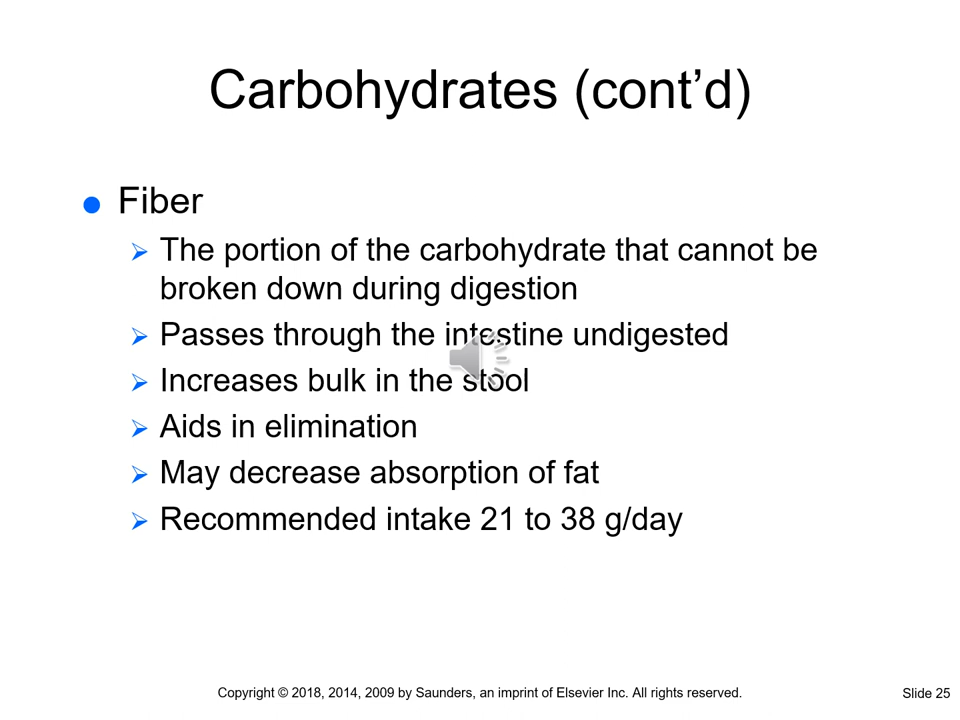 Carbohydrates (cont’d)
Fiber
The portion of the carbohydrate that cannot be
broken down during digestion
Passes through the intestine undigested
Increases bulk in the stool
Aids in elimination
May decrease absorption of fat
Recommended intake 21 to 38 g/day
Copyright © 2018, 2014, 2009 by Saunders, an imprint of Elsevier Inc. All rights reserved.
Slide 25